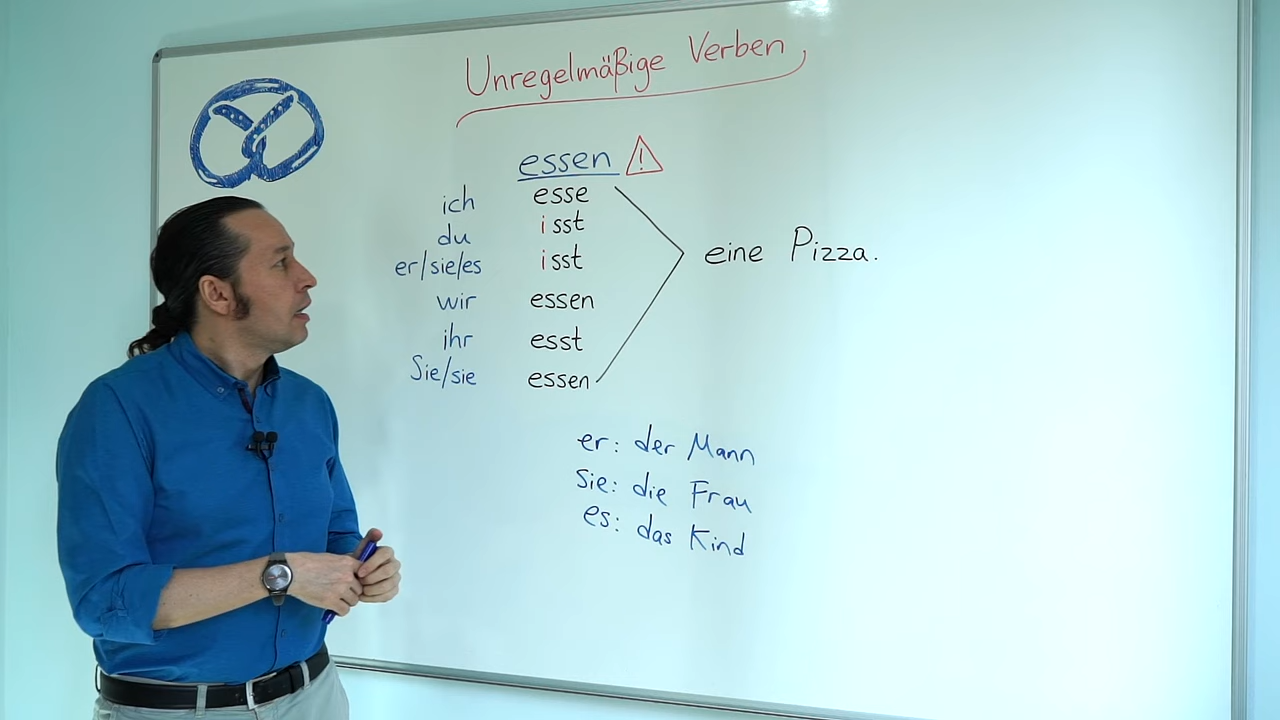 Unregelmäßige Verben
essen !
ich esse
du isst
er/sie/es isst
wir essen
ihr esst
Sie/sie essen
eine Pizza.
er: der Mann
sie: die Frau
es: das Kind